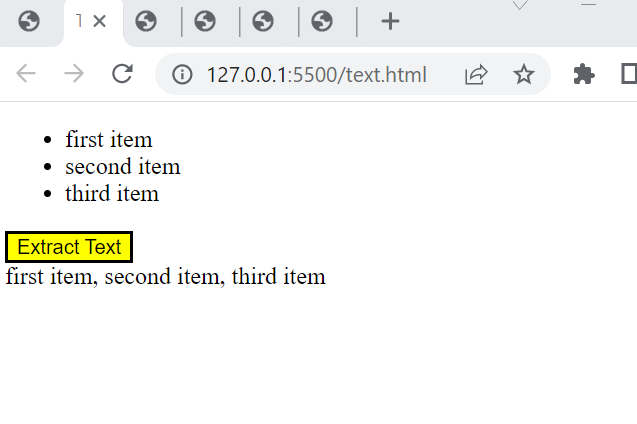 1
127.0.0.1:5500/text.html
first item
second item
third item
Extract Text
first item, second item, third item